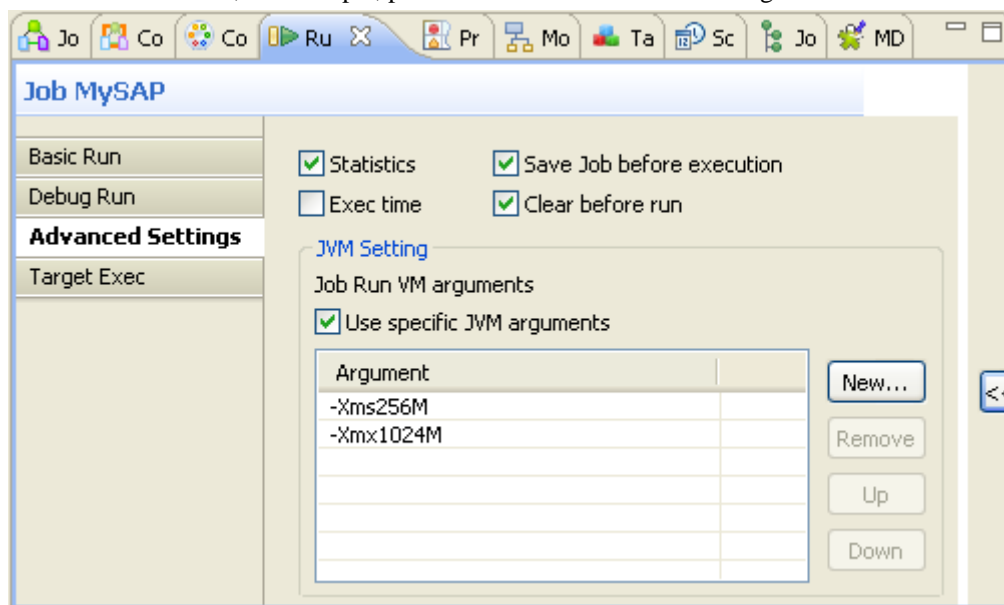 Jo Co Co Ru Pr Mo Ta Sc Jo MD
Job MySAP
Basic Run
Debug Run
Advanced Settings
Target Exec
Statistics Save Job before execution
Exec time Clear before run
JVM Setting
Job Run VM arguments
Use specific JVM arguments
Argument
-Xms256M
-Xmx1024M
New...
Remove
Up
Down